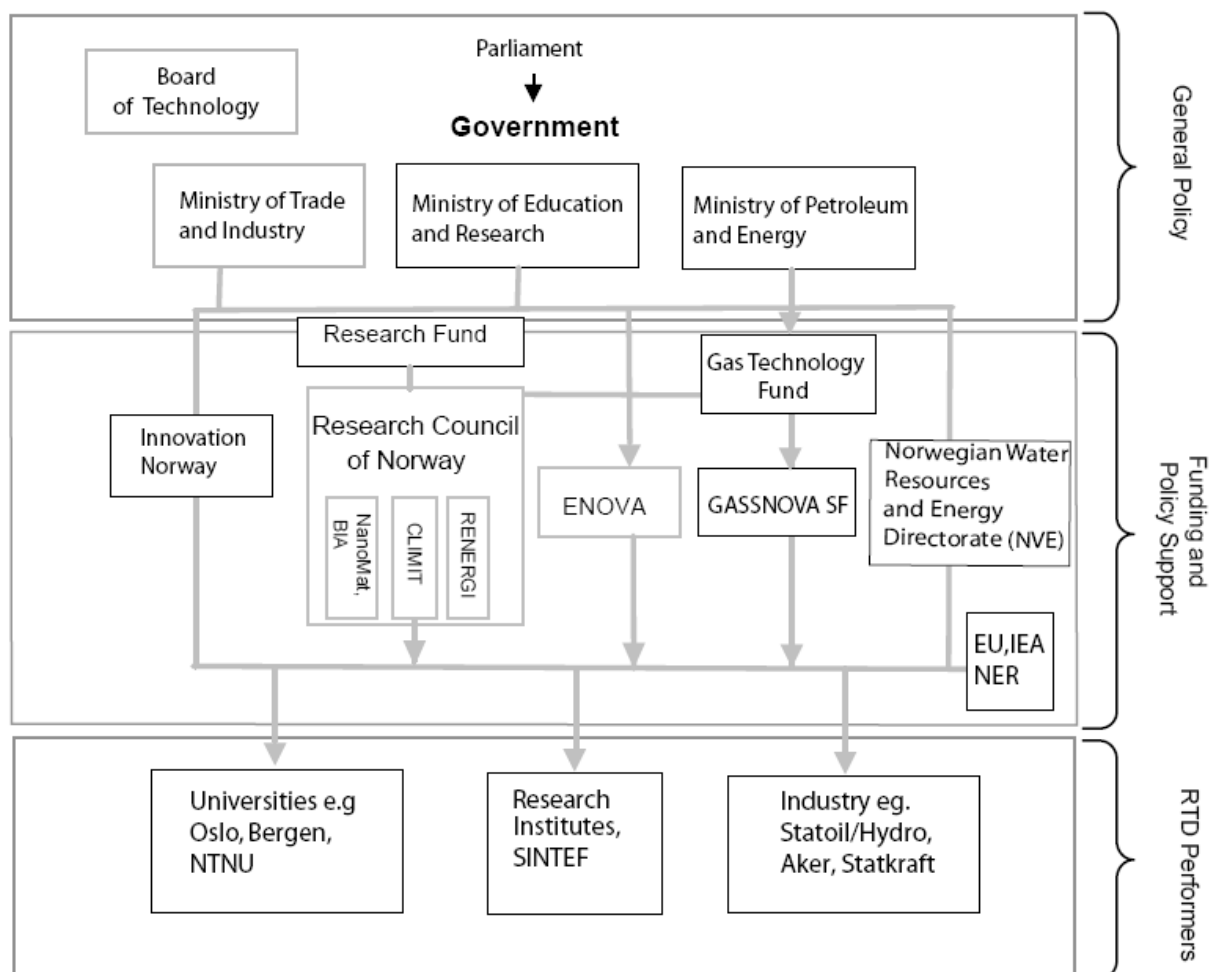 Parliament
Board
of Technology
Government
Ministry of Trade
and Industry
Ministry of Education
and Research
Ministry of Petroleum
and Energy
General Policy
Research Fund
Gas Technology
Fund
Innovation
Norway
Research Council
of Norway
NanoMat,
BIA
CLIMIT
RENERGI
ENOVA
GASSNOVA SF
Norwegian Water
Resources
and Energy
Directorate (NVE)
EU,IEA
NER
Funding and
Policy Support
Universities e.g
Oslo, Bergen,
NTNU
Research
Institutes,
SINTEF
Industry eg.
Statoil/Hydro,
Aker, Statkraft
RTD Performers